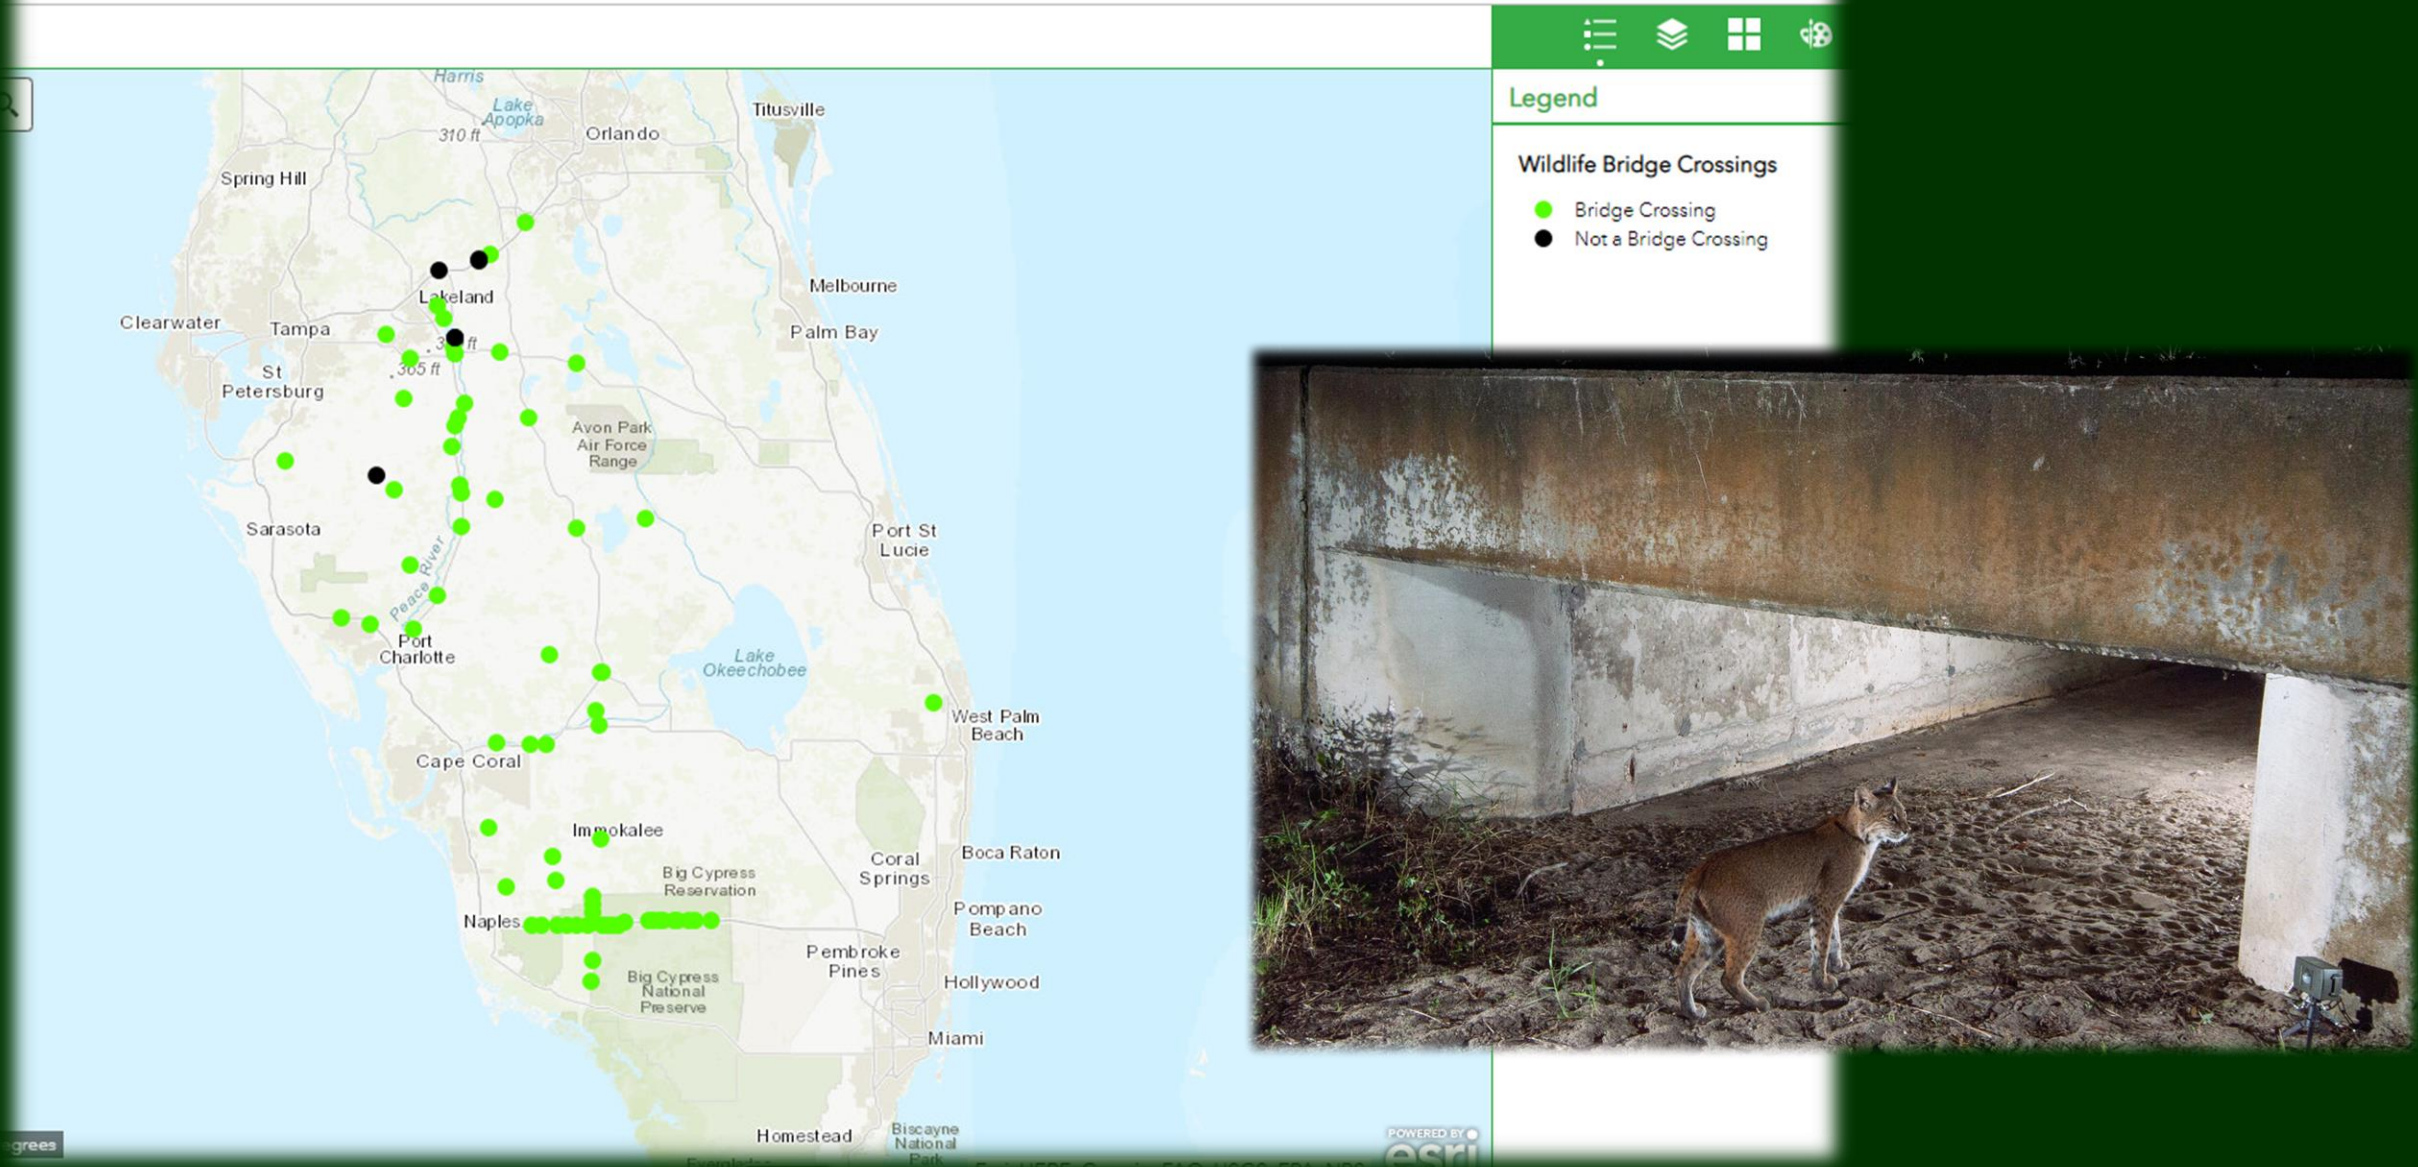 Harris
Lake
Apopka
310 ft
Orlando
Titusville
Spring Hill
Lakeland
Clearwater
Tampa
ft
365 ft
St
Petersburg
Melbourne
Palm Bay
Avon Park
Air Force
Range
Sarasota
Peace River
Port St
Lucie
Port
Charlotte
Lake
Okeechobee
West Palm
Beach
Cape Coral
Immokalee
Big Cypress
Reservation
Coral
Springs
Boca Raton
Naples
Pompano
Beach
Pembroke
Pines
Big Cypress
National
Preserve
Hollywood
Miami
Homestead
Biscayne
National
Park
egrees
POWERED BY
esri
Legend
Wildlife Bridge Crossings
Bridge Crossing
Not a Bridge Crossing